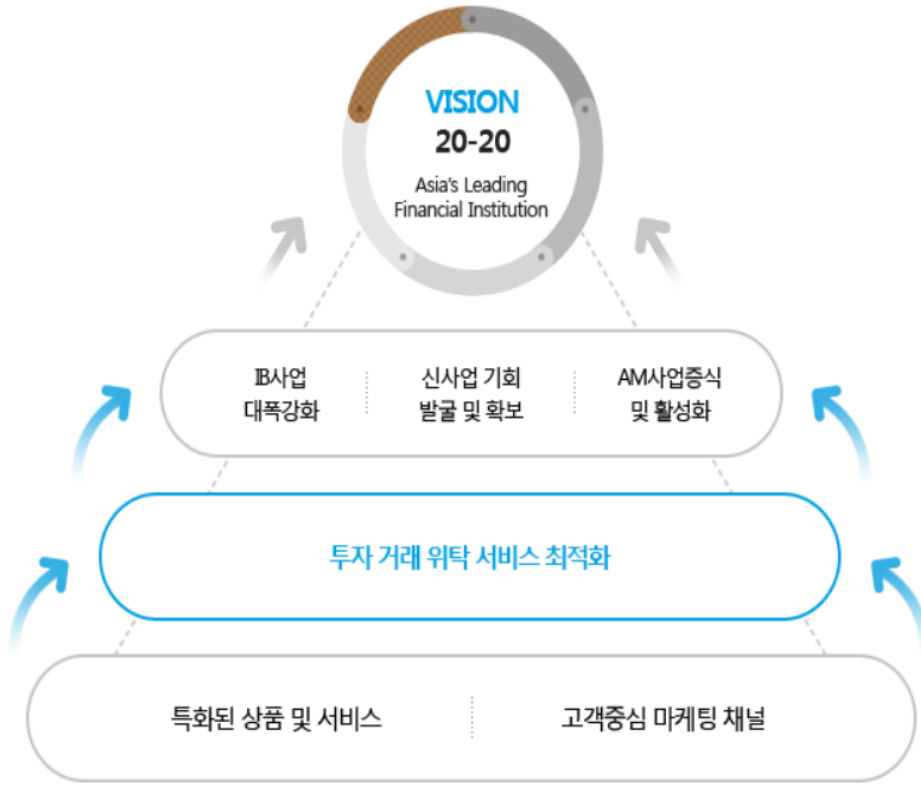 VISION
20-20
Asia's Leading
Financial Institution
IB사업
대폭강화
신사업 기회
발굴 및 확보
AM사업증식
및 활성화
투자 거래 위탁 서비스 최적화
특화된 상품 및 서비스
고객중심 마케팅 채널